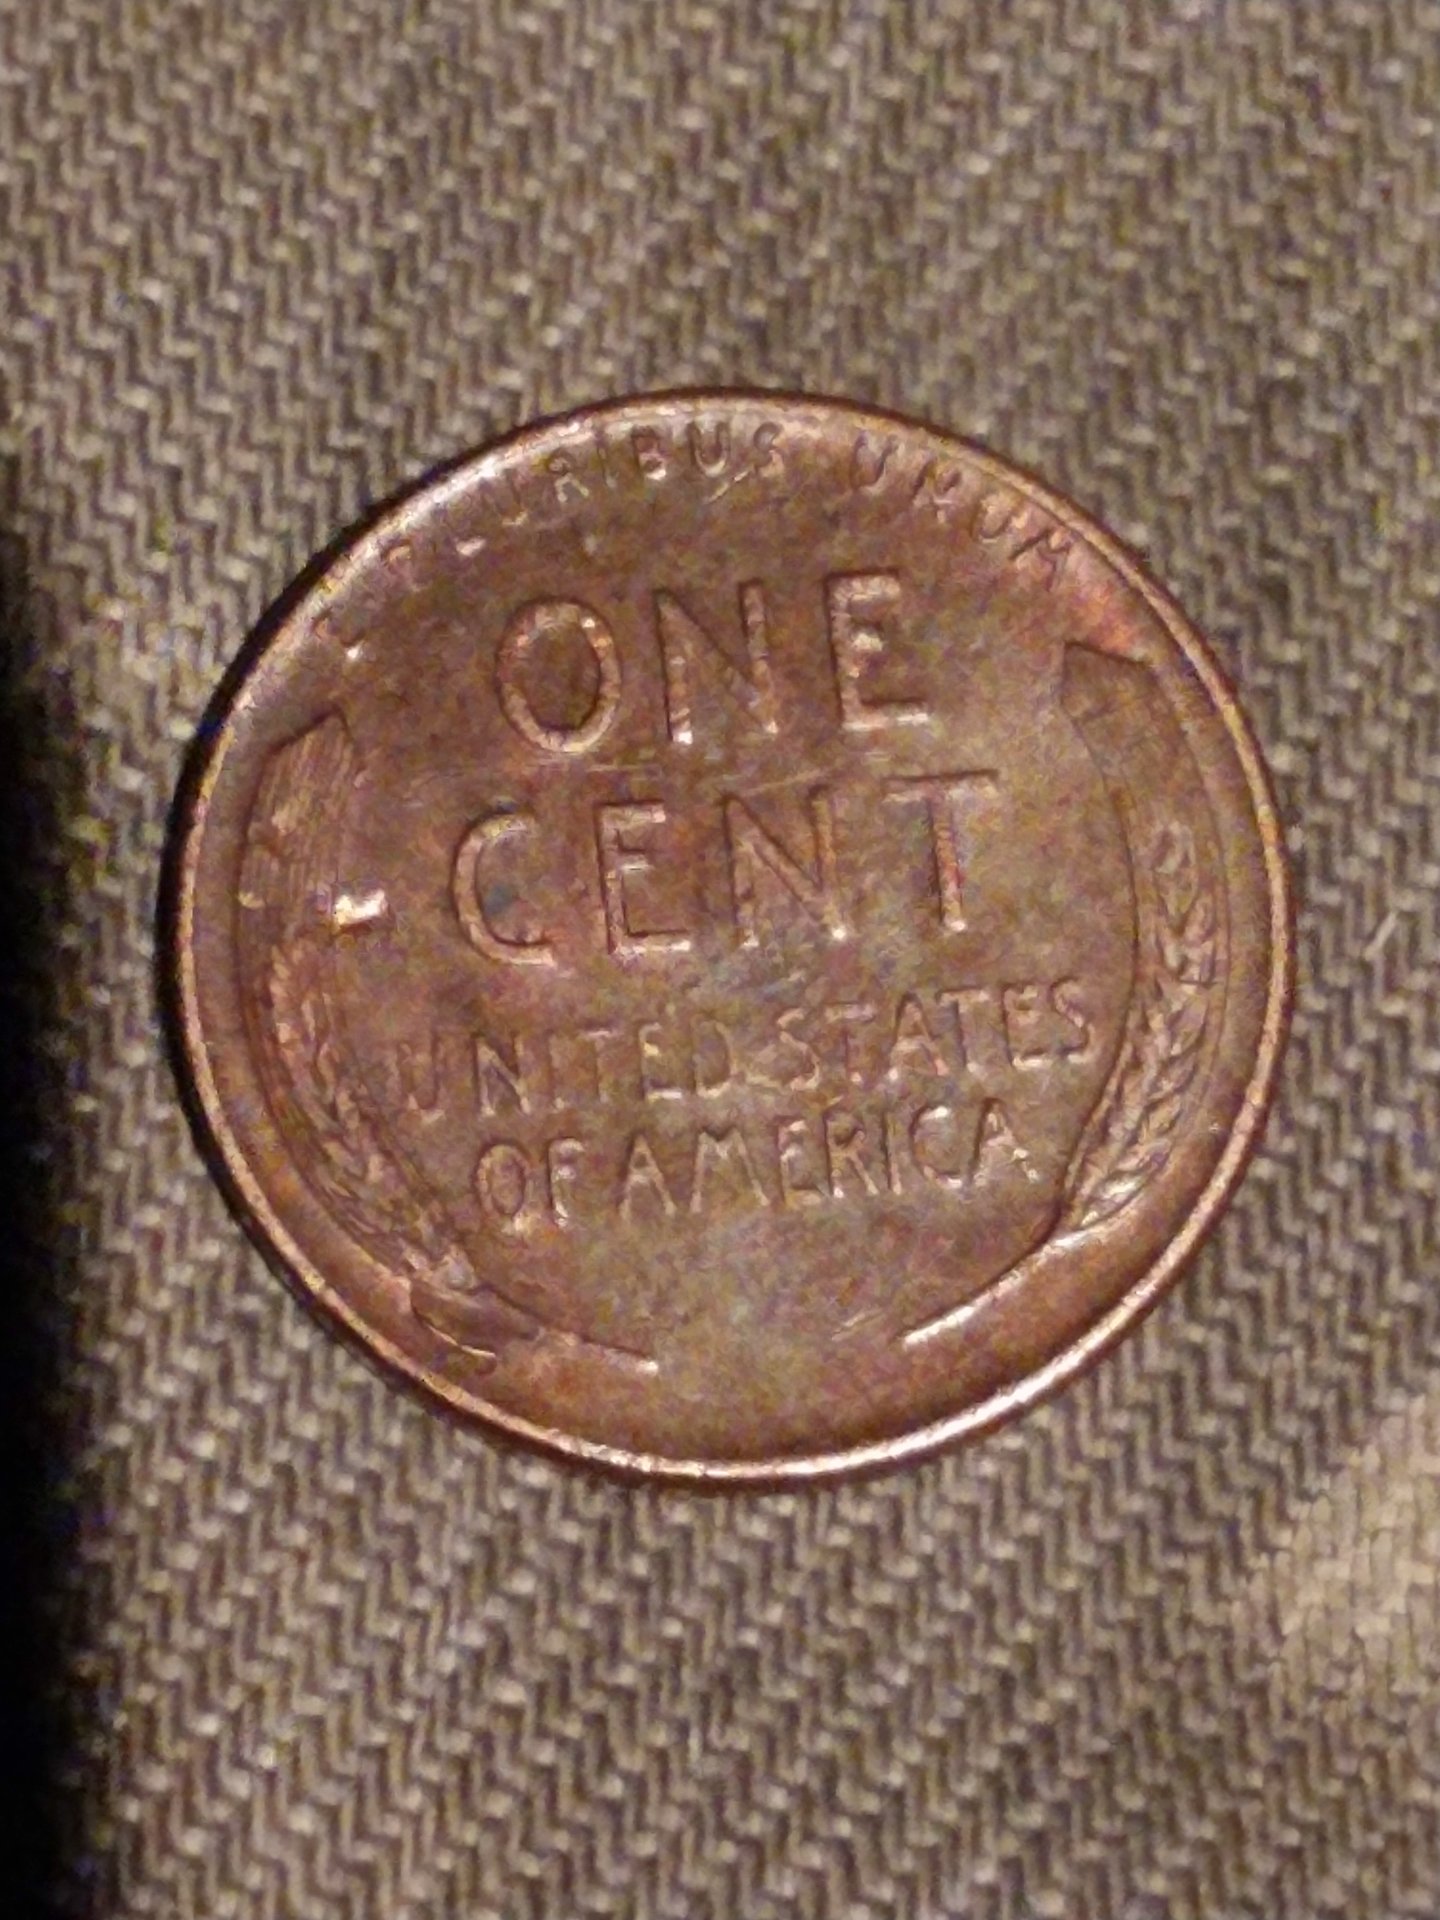 E PLURIBUS UNUM
ONE
CENT
UNITED STATES
OF AMERICA